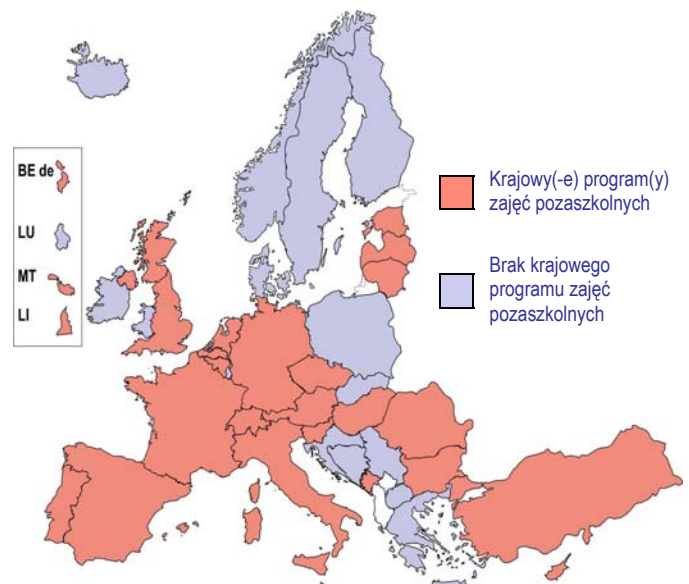 BE de
LU
MT
LI
Krajowy(-e) program(y)
zajęć pozaszkolnych
Brak krajowego
programu zajęć
pozaszkolnych